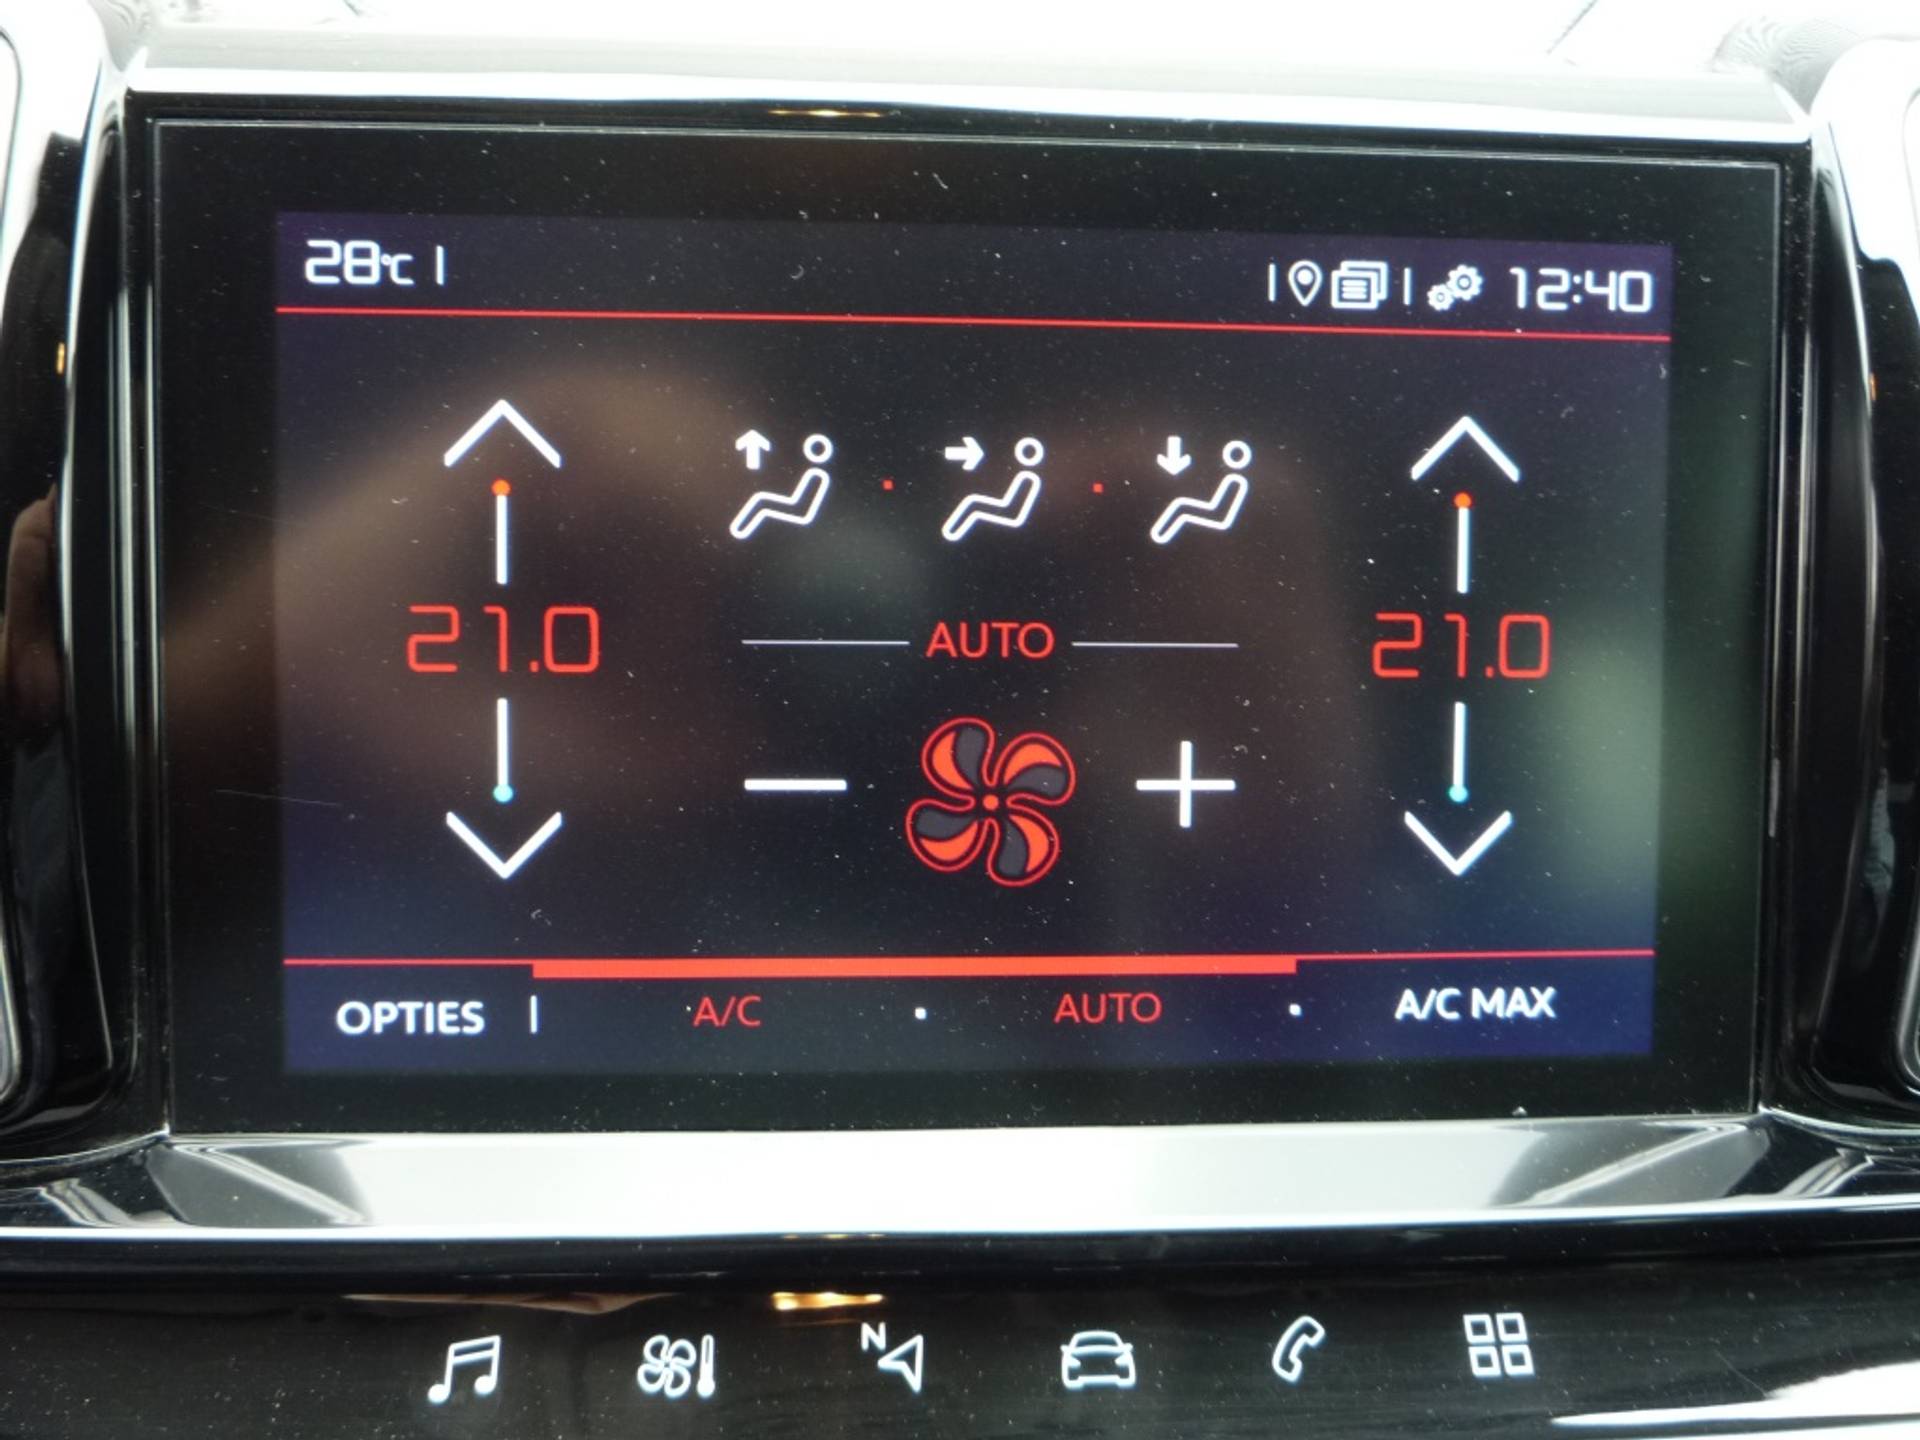 28°C
12:40
21.0
AUTO
21.0
OPTIES A/C AUTO A/C MAX
N